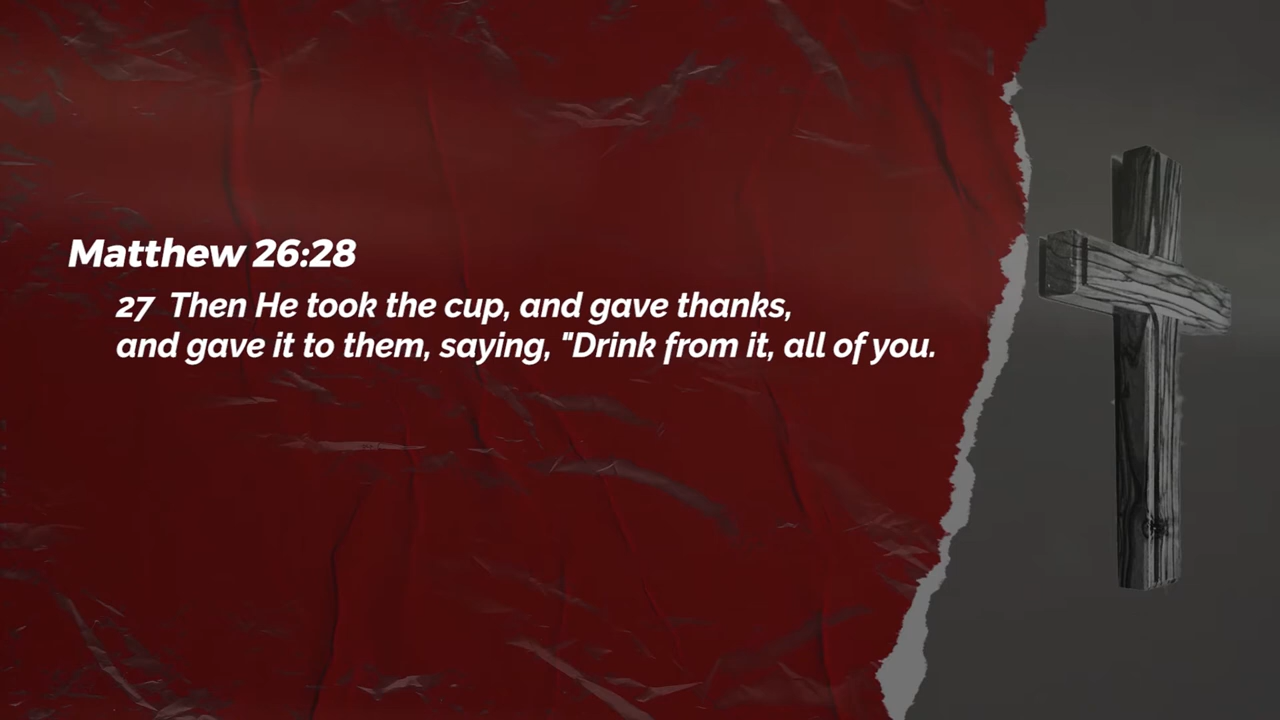 Matthew 26:28
27 Then He took the cup, and gave thanks,
and gave it to them, saying, "Drink from it, all of you.